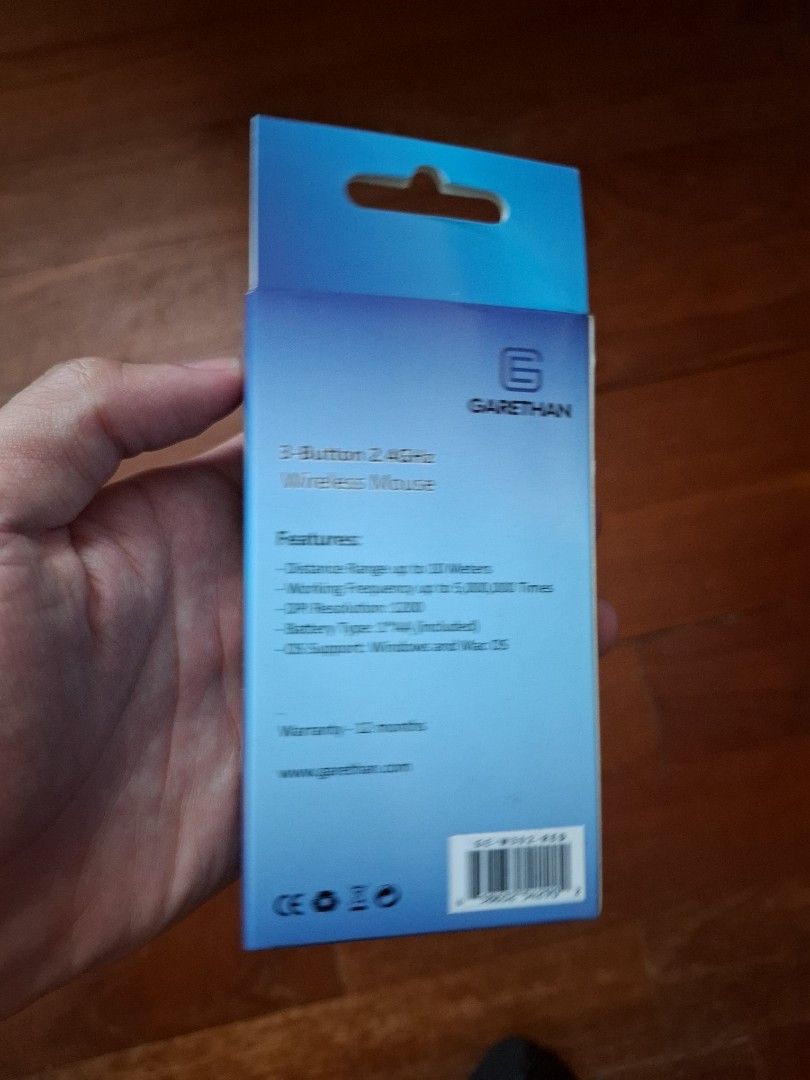 GARETHAN
3-Button 2.4GHz
Wireless Mouse
Features:
-Distance Range up to 10 Meters
-Working Frequency up to 5,000,000 Times
-DPI Resolution: 1200
-Battery Type: (Included)
-OS Support: Windows and Mac OS
Warranty - 12 months
www.garethan.com
CE